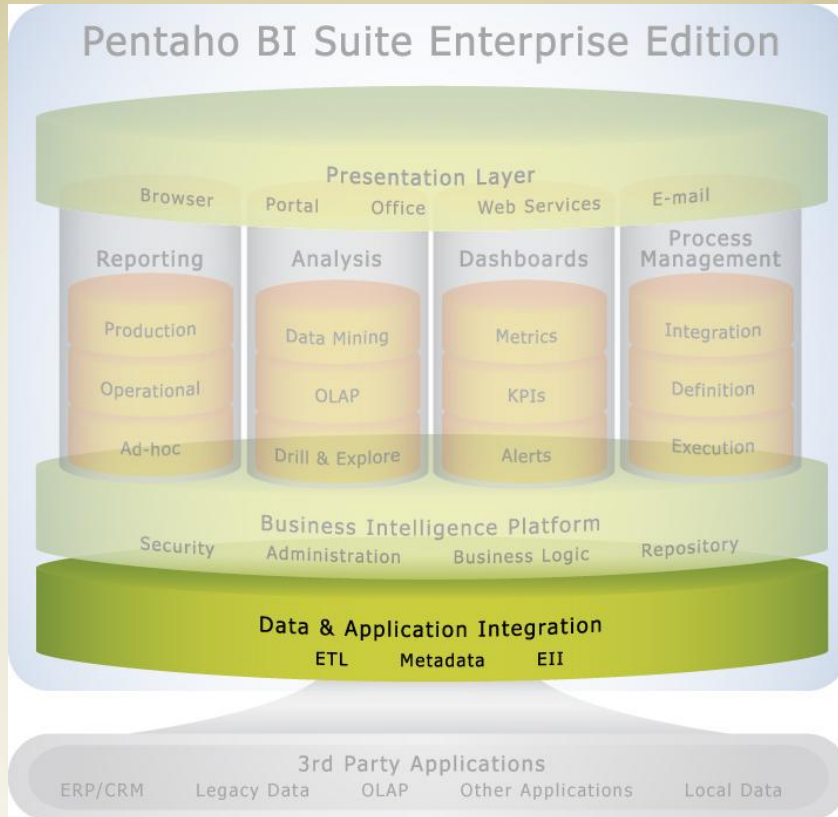 Pentaho BI Suite Enterprise Edition
Presentation Layer
Browser Portal Office Web Services E-mail
Reporting Analysis Dashboards Process Management
Production Data Mining Metrics Integration
Operational OLAP KPIs Definition
Ad-hoc Drill & Explore Alerts Execution
Business Intelligence Platform
Security Administration Business Logic Repository
Data & Application Integration
ETL Metadata EII
3rd Party Applications
ERP/CRM Legacy Data OLAP Other Applications Local Data